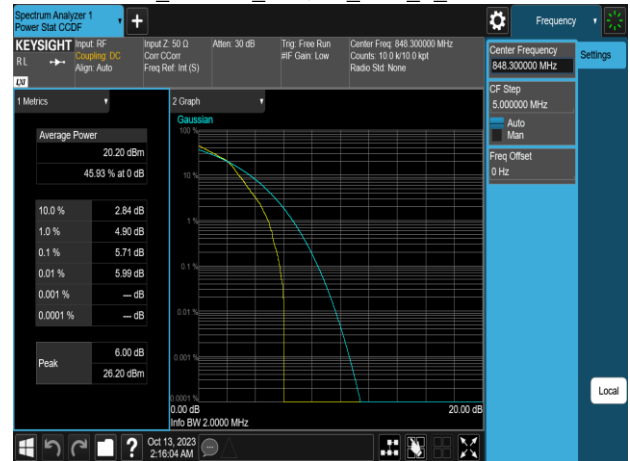 Spectrum Analyzer 1
Power Stat CCDF
+
Frequency
KEYSIGHT
RL
LXI
Input: RF
Coupling: DC
Align: Auto
Input Z: 50 Ω
Corr CCorr
Freq Ref: Int (S)
Atten: 30 dB
Trig: Free Run
#IF Gain: Low
Center Freq: 848.300000 MHz
Counts: 10.0 k/10.0 kpt
Radio Std: None
Center Frequency
848.300000 MHz
Settings
CF Step
5.000000 MHz
Auto
Man
Freq Offset
0 Hz
1 Metrics
Average Power
20.20 dBm
45.93 % at 0 dB
10.0 % 2.84 dB
1.0 % 4.90 dB
0.1 % 5.71 dB
0.01 % 5.99 dB
0.001 % --- dB
0.0001 % --- dB
Peak
6.00 dB
26.20 dBm
2 Graph
Gaussian
100 %
10 %
1 %
0.1 %
0.01 %
0.001 %
0.0001 %
0.00 dB 20.00 dB
Info BW 2.0000 MHz
Local
?
Oct 13, 2023
2:16:04 AM